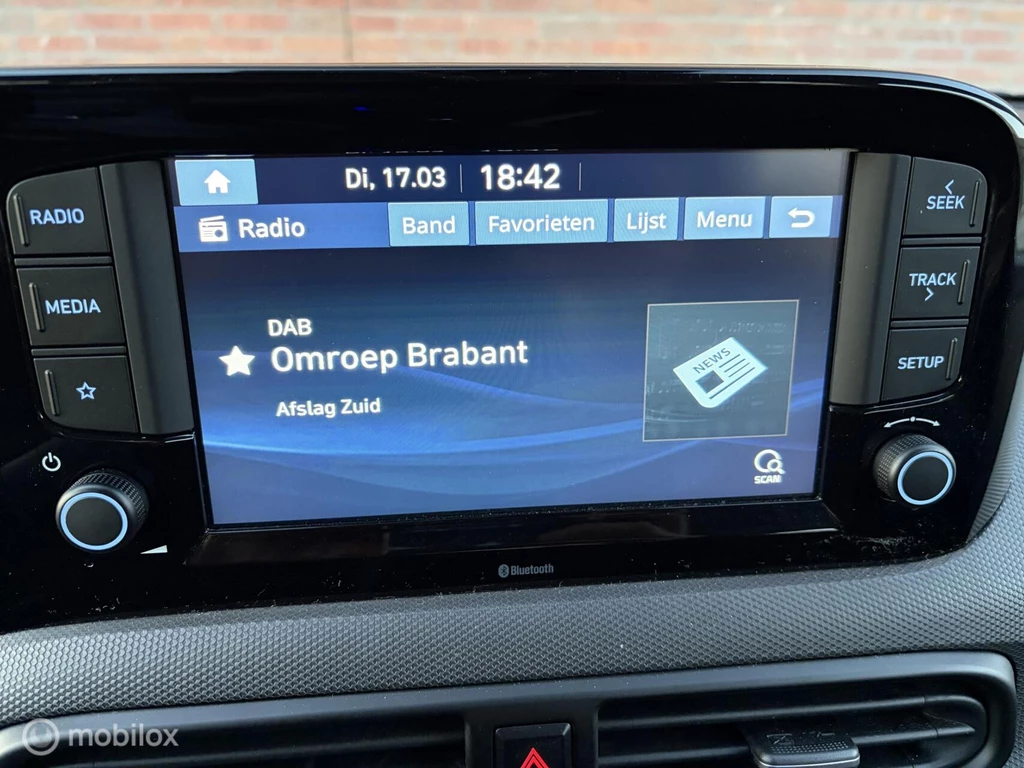 Di, 17.03 18:42
RADIO
Radio Band Favorieten Lijst Menu
SEEK
MEDIA
TRACK
DAB
Omroep Brabant
NEWS
Afslag Zuid
SETUP
SCAN
Bluetooth
mobilox